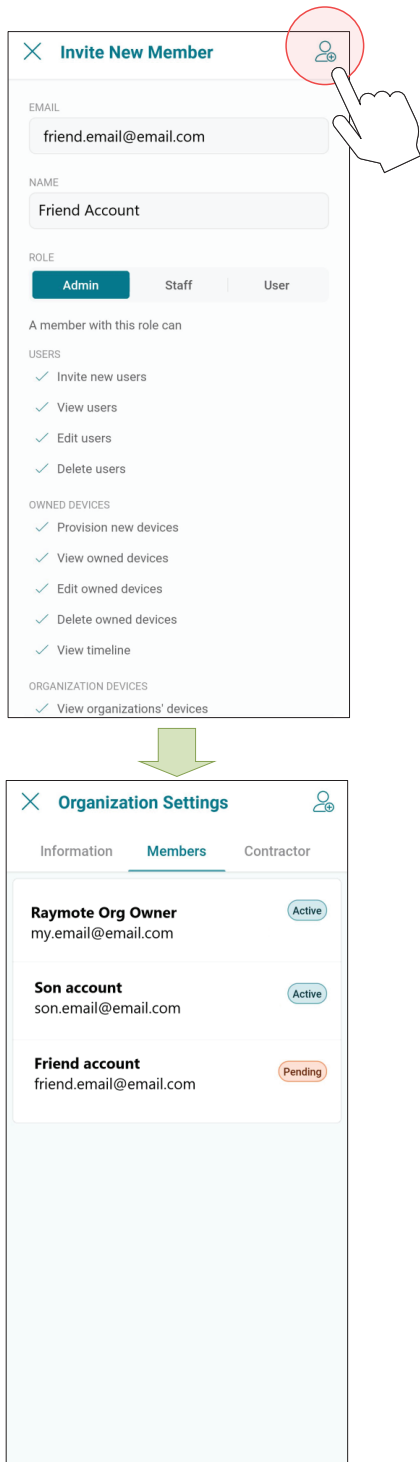 Invite New Member
EMAIL
friend.email@email.com
NAME
Friend Account
ROLE
Admin Staff User
A member with this role can
USERS
Invite new users
View users
Edit users
Delete users
OWNED DEVICES
Provision new devices
View owned devices
Edit owned devices
Delete owned devices
View timeline
ORGANIZATION DEVICES
View organizations' devices
Organization Settings
Information Members Contractor
Raymote Org Owner Active
my.email@email.com
Son account Active
son.email@email.com
Friend account Pending
friend.email@email.com